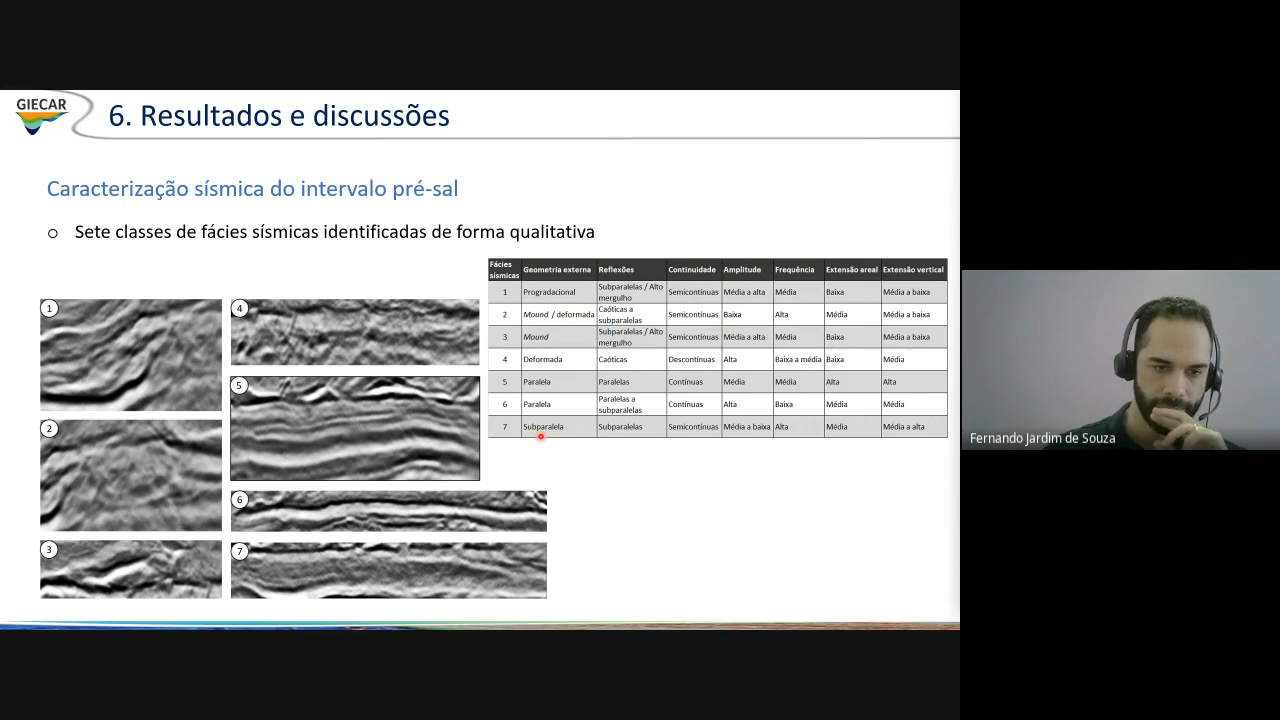 GIECAR
6. Resultados e discussões
Caracterização sísmica do intervalo pré-sal
o Sete classes de fácies sísmicas identificadas de forma qualitativa
1
2
3
4
5
6
7
Fácies sísmicas Geometria externa Reflexões Continuidade Amplitude Frequência Extensão areal Extensão vertical
1 Progradacional Subparalelas / Alto mergulho Semicontínuas Média a alta Média Baixa Média a baixa
2 Mound / deformada Caóticas a subparalelas Semicontínuas Baixa Alta Média Média a baixa
3 Mound Subparalelas / Alto mergulho Semicontínuas Média a alta Média Baixa Média a baixa
4 Deformada Caóticas Descontínuas Alta Baixa a média Baixa Média
5 Paralela Paralelas Contínuas Média Média Alta Alta
6 Paralela Paralelas a subparalelas Contínuas Alta Baixa Média Média
7 Subparalela Subparalelas Semicontínuas Média a baixa Alta Média Média a alta
Fernando Jardim de Souza